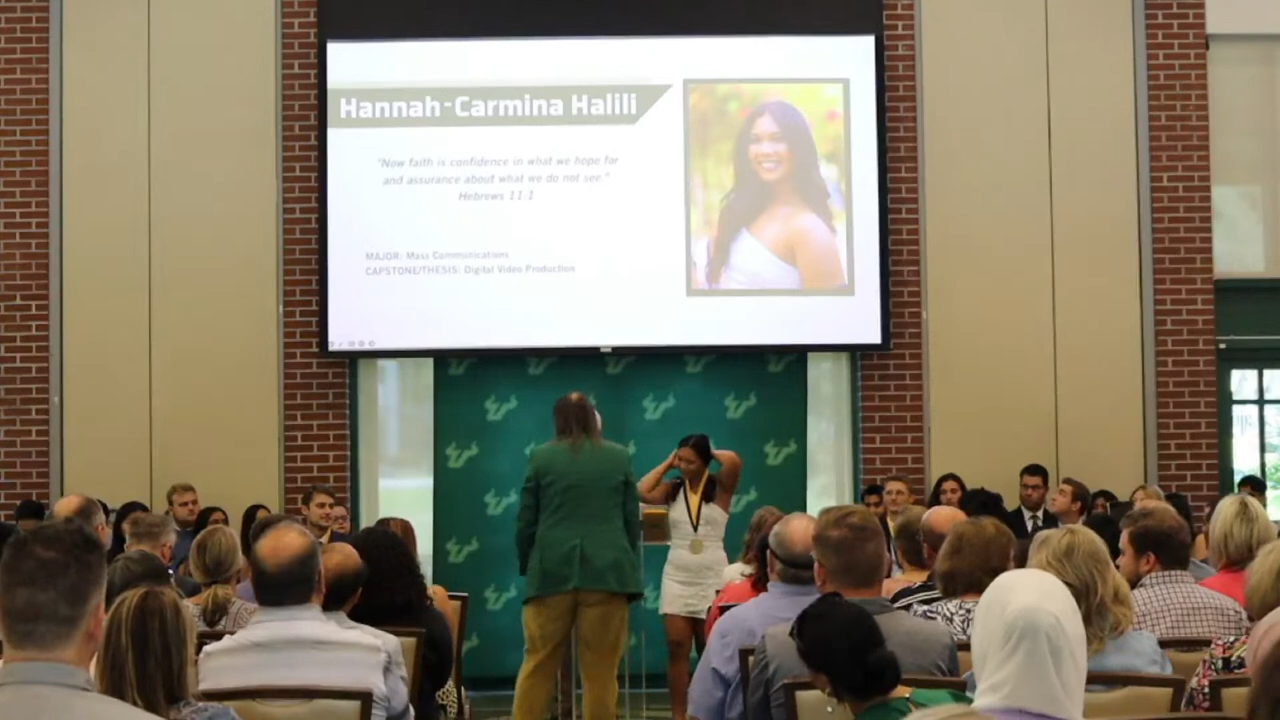 Hannah-Carmina Halili
"Now faith is confidence in what we hope for
and assurance about what we do not see."
Hebrews 11:1
MAJOR: Mass Communications
CAPSTONE/THESIS: Digital Video Production